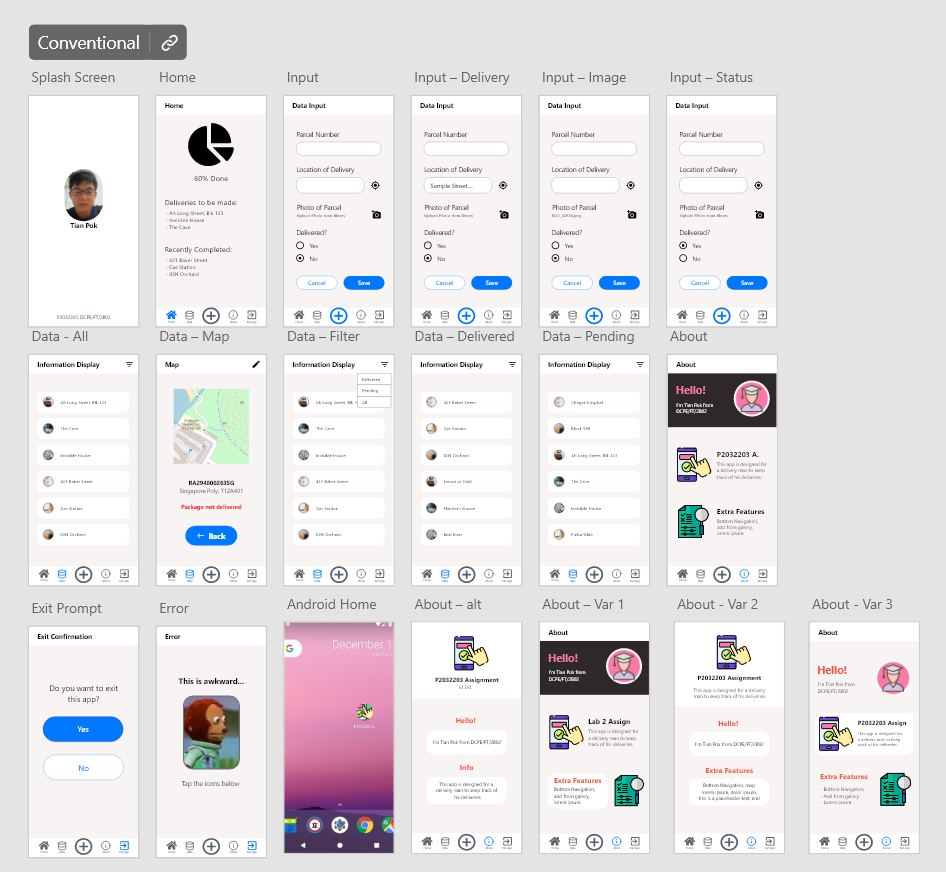 Conventional
Splash Screen
Tian Pok
P2032203, DCPE/FT/2B02
Home
Home
60% Done
Deliveries to be made:
- Ah Long Street, Blk 123
- Invisible House
- The Cave
Recently Completed:
- 421 Baker Street
- Gas Station
- ION Orchard
Input
Data Input
Parcel Number
Location of Delivery
Photo of Parcel
Upload Photo from library
Delivered?
Yes
No
Cancel
Save
Input – Delivery
Data Input
Parcel Number
Location of Delivery
Sample Street...
Photo of Parcel
Upload Photo from library
Delivered?
Yes
No
Cancel
Save
Input – Image
Data Input
Parcel Number
Location of Delivery
Photo of Parcel
Delivered?
Yes
No
Cancel
Save
Input – Status
Data Input
Parcel Number
Location of Delivery
Photo of Parcel
Upload Photo from library
Delivered?
Yes
No
Cancel
Save
Data - All
Information Display
Ah Long Street, Blk 123
The Cave
Invisible House
421 Baker Street
Gas Station
ION Orchard
Data – Map
Map
RA294800263SG
Singapore Poly, T12A401
Package not delivered
← Back
Data – Filter
Information Display
Delivered
Pending
All
Ah Long Street, Blk 1
The Cave
Invisible House
421 Baker Street
Gas Station
ION Orchard
Data – Delivered
Information Display
421 Baker Street
Gas Station
ION Orchard
House of Gold
Data – Pending
Information Display
Ah Long Street, Blk 123
The Cave
Invisible House
About
About
Hello!
I'm Tian Pok from
DCPE/FT/2B02
P2032203 A.
This app is designed for
a delivery man to keep
track of his deliveries.
Extra Features
Bottom Navigation,
add from gallery,
lorem ipsum
Exit Prompt
Exit Confirmation
Do you want to exit
this app?
Yes
No
Error
Error
This is awkward...
Tap the icons below
Android Home
G
December 1
About – alt
P2032203 Assignment
v1.0.0
Hello!
I'm Tian Pok from DCPE/FT/2B02
Info
This app is designed for a
delivery man to keep track of
his deliveries
About – Var 1
About
Hello!
I'm Tian Pok from
DCPE/FT/2B02
Lab 2 Assign
This app is designed for
a delivery man to keep
track of his deliveries.
Extra Features
Bottom Navigation,
add from gallery,
lorem ipsum
About - Var 2
P2032203 Assignment
This app is designed for a delivery
man to keep track of his deliveries.
Hello!
I'm Tian Pok from DCPE/FT/2B02
Extra Features
Bottom Navigation, map,
lorem ipsum, dolor ipsum,
this is a placeholder text, end
About - Var 3
About
Hello!
I'm Tian Pok from
DCPE/FT/2B02
P2032203 Assign
This app is designed for
a delivery man to keep
track of his deliveries.
Extra Features
- Bottom Navigation,
- Add from gallery
- Lorem ipsum